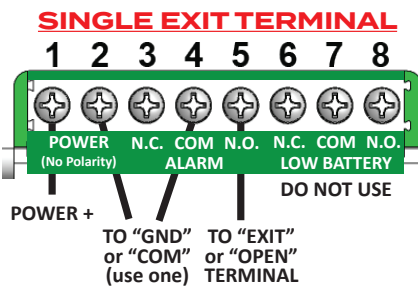 SINGLE EXIT TERMINAL
1 2 3 4 5 6 7 8
POWER N.C. COM N.O. N.C. COM N.O.
(No Polarity) ALARM LOW BATTERY
DO NOT USE
POWER +
TO “GND” TO “EXIT”
or “COM” or “OPEN”
(use one) TERMINAL